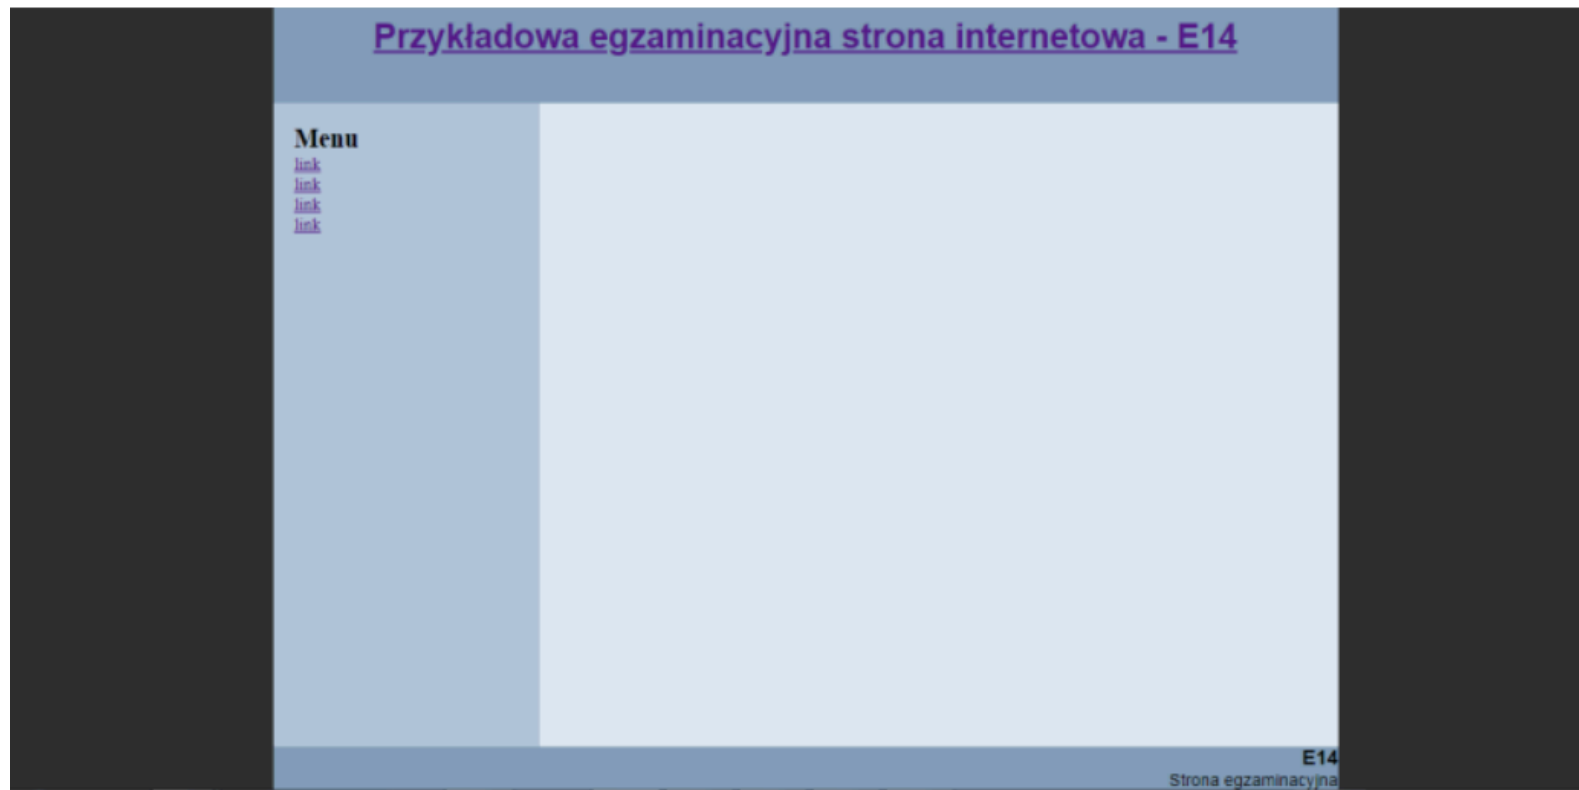 Przykładowa egzaminacyjna strona internetowa - E14
Menu
link
link
link
link
E14
Strona egzaminacyjna